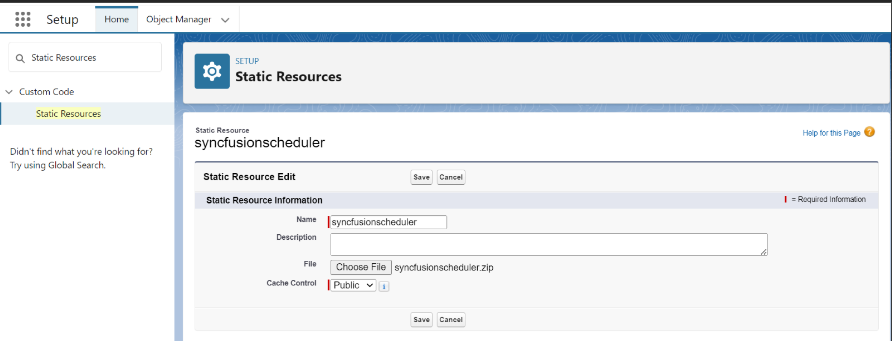 Setup
Home
Object Manager
Static Resources
Custom Code
Static Resources
Didn't find what you're looking for?
Try using Global Search.
SETUP
Static Resources
Static Resource
syncfusionscheduler
Help for this Page
?
Static Resource Edit
Save Cancel
Static Resource Information
= Required Information
Name
syncfusionscheduler
Description
File
Choose File syncfusionscheduler.zip
Cache Control
Public
i
Save Cancel